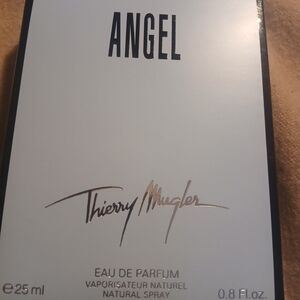 ANGEL
Thierry Mugler
EAU DE PARFUM
VAPORISATEUR NATUREL
NATURAL SPRAY
℮25 ml 0.8 Fl.oz.